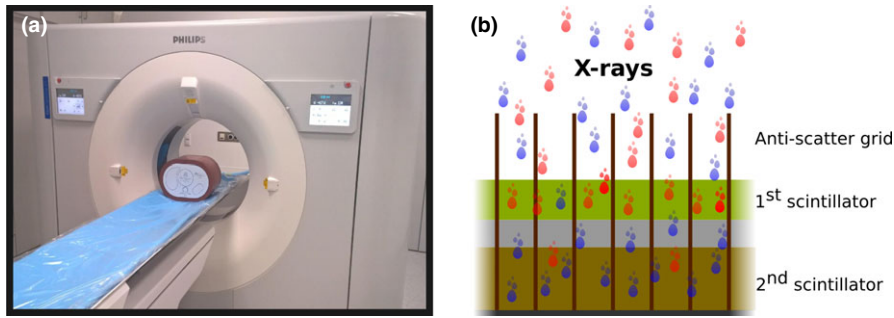 (a)
PHILIPS
(b)
X-rays
Anti-scatter grid
1st scintillator
2nd scintillator